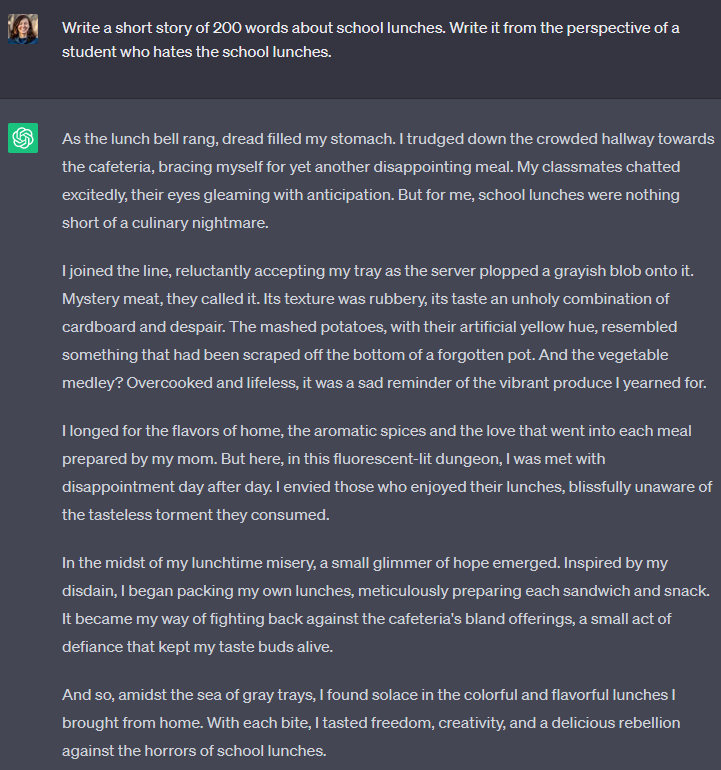 Write a short story of 200 words about school lunches. Write it from the perspective of a
student who hates the school lunches.
As the lunch bell rang, dread filled my stomach. I trudged down the crowded hallway towards
the cafeteria, bracing myself for yet another disappointing meal. My classmates chatted
excitedly, their eyes gleaming with anticipation. But for me, school lunches were nothing
short of a culinary nightmare.
I joined the line, reluctantly accepting my tray as the server plopped a grayish blob onto it.
Mystery meat, they called it. Its texture was rubbery, its taste an unholy combination of
cardboard and despair. The mashed potatoes, with their artificial yellow hue, resembled
something that had been scraped off the bottom of a forgotten pot. And the vegetable
medley? Overcooked and lifeless, it was a sad reminder of the vibrant produce I yearned for.
I longed for the flavors of home, the aromatic spices and the love that went into each meal
prepared by my mom. But here, in this fluorescent-lit dungeon, I was met with
disappointment day after day. I envied those who enjoyed their lunches, blissfully unaware of
the tasteless torment they consumed.
In the midst of my lunchtime misery, a small glimmer of hope emerged. Inspired by my
disdain, I began packing my own lunches, meticulously preparing each sandwich and snack.
It became my way of fighting back against the cafeteria's bland offerings, a small act of
defiance that kept my taste buds alive.
And so, amidst the sea of gray trays, I found solace in the colorful and flavorful lunches I
brought from home. With each bite, I tasted freedom, creativity, and a delicious rebellion
against the horrors of school lunches.